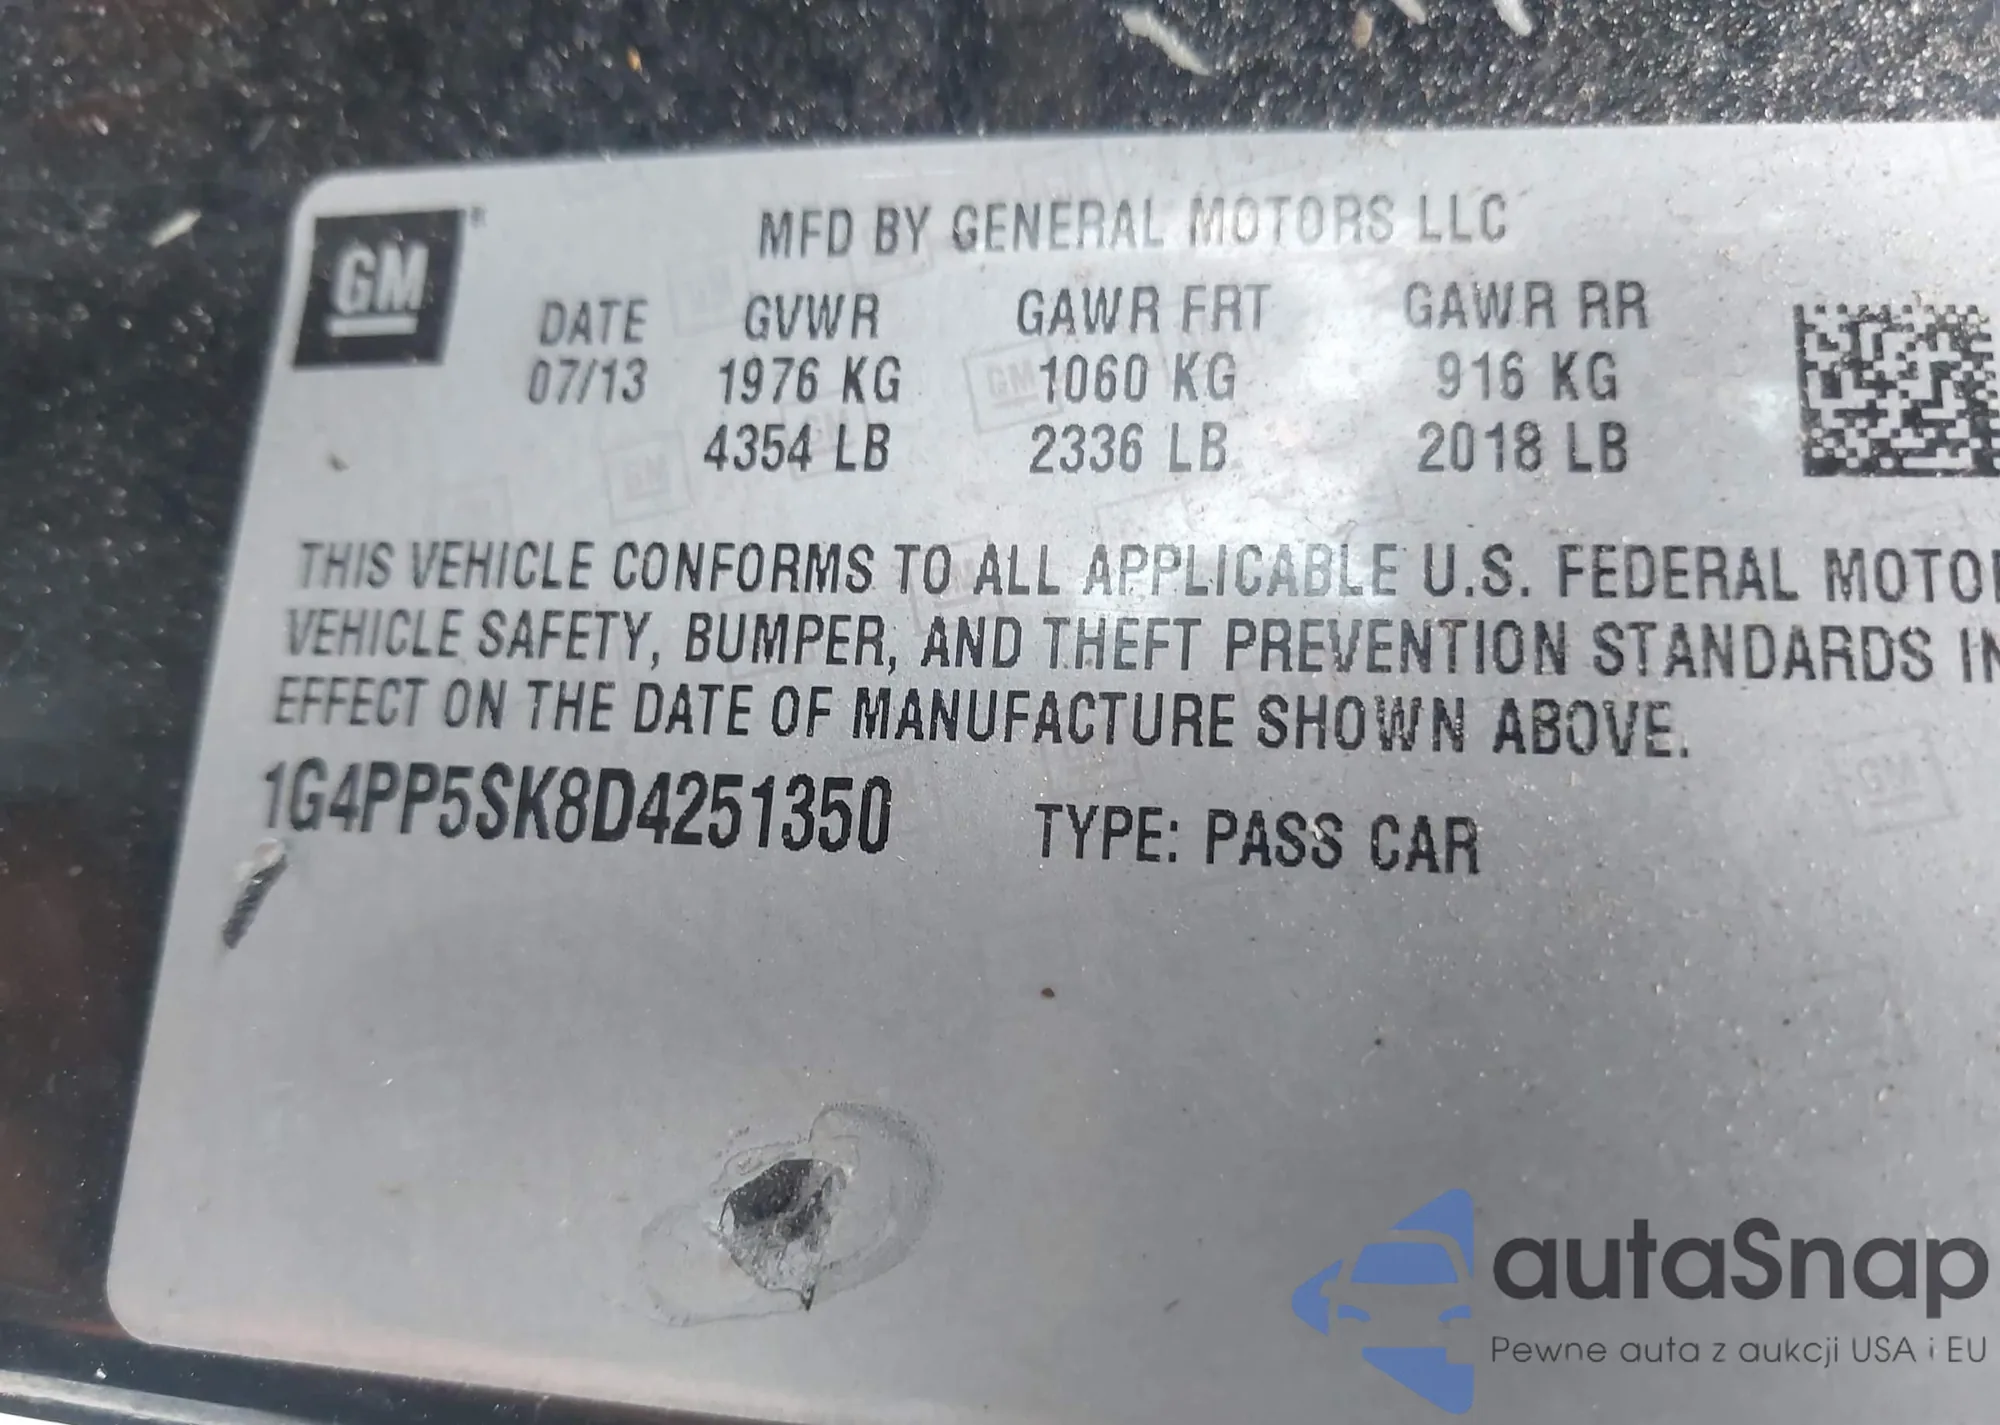 GM
MFD BY GENERAL MOTORS LLC
DATE GVWR GAWR FRT GAWR RR
07/13 1976 KG 1060 KG 916 KG
4354 LB 2336 LB 2018 LB
THIS VEHICLE CONFORMS TO ALL APPLICABLE U.S. FEDERAL MOTOR
VEHICLE SAFETY, BUMPER, AND THEFT PREVENTION STANDARDS IN
EFFECT ON THE DATE OF MANUFACTURE SHOWN ABOVE.
1G4PP5SK8D4251350 TYPE: PASS CAR
autaSnap
Pewne auta z aukcji USA i EU